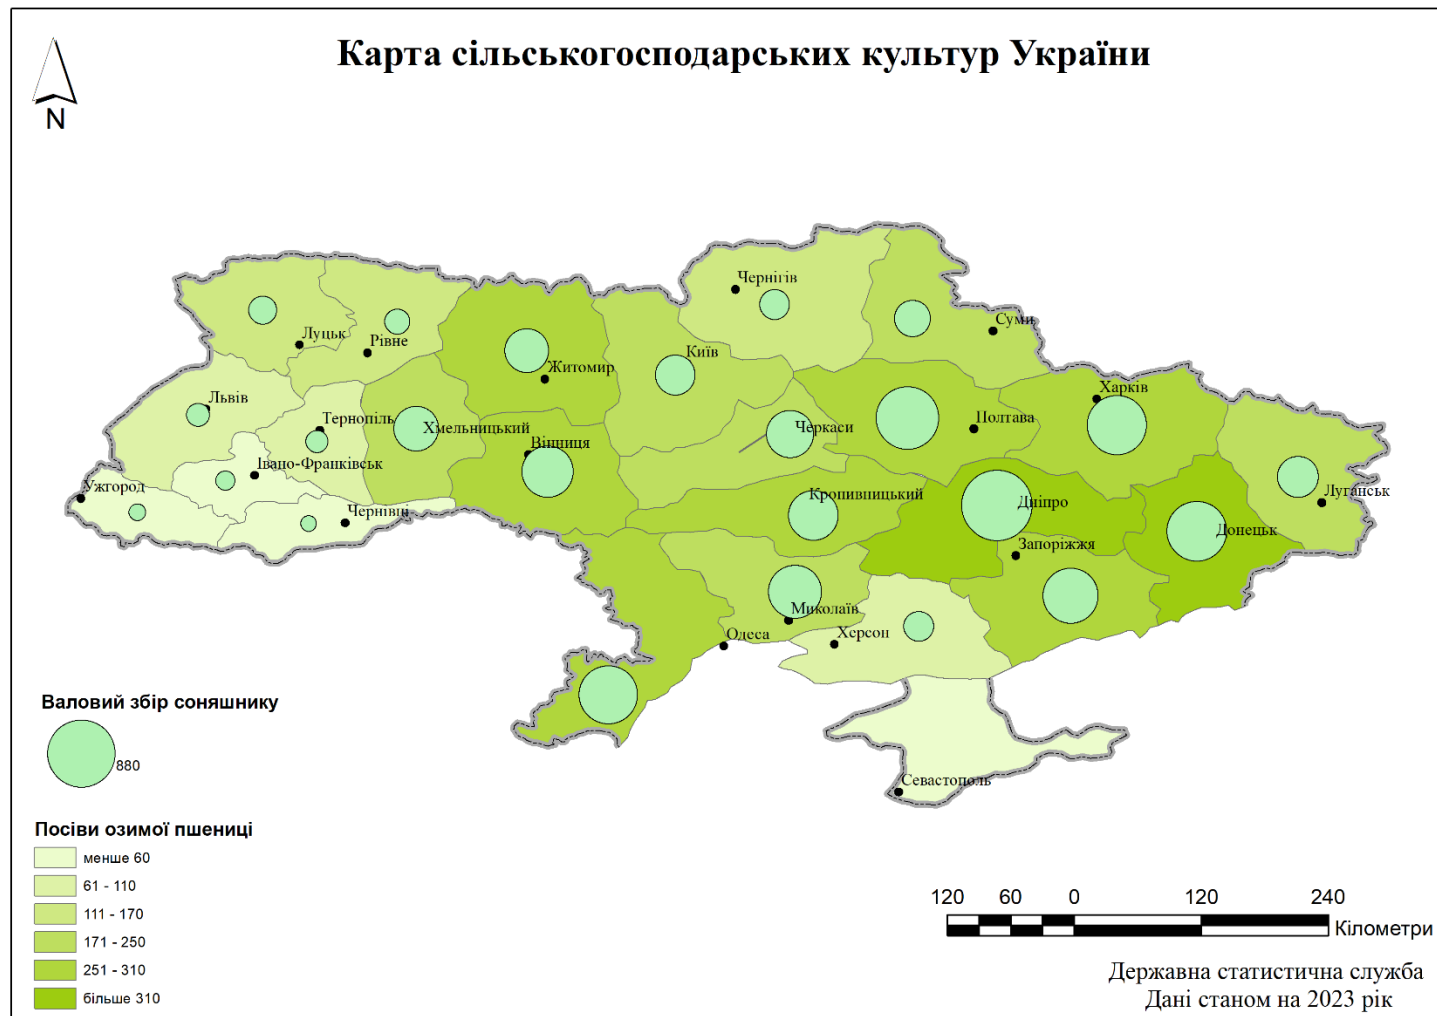 Карта сільськогосподарських культур України
N
Чернігів
Суми
Луцьк
Рівне
Київ
Житомир
Харків
Львів
Тернопіль
Хмельницький
Вінниця
Черкаси
Полтава
Івано-Франківськ
Ужгород
Чернівці
Кропивницький
Дніпро
Луганськ
Донецьк
Запоріжжя
Миколаїв
Одеса
Херсон
Севастополь
Валовий збір соняшнику
880
Посіви озимої пшениці
менше 60
61 - 110
111 - 170
171 - 250
251 - 310
більше 310
120 60 0 120 240
Кілометри
Державна статистична служба
Дані станом на 2023 рік